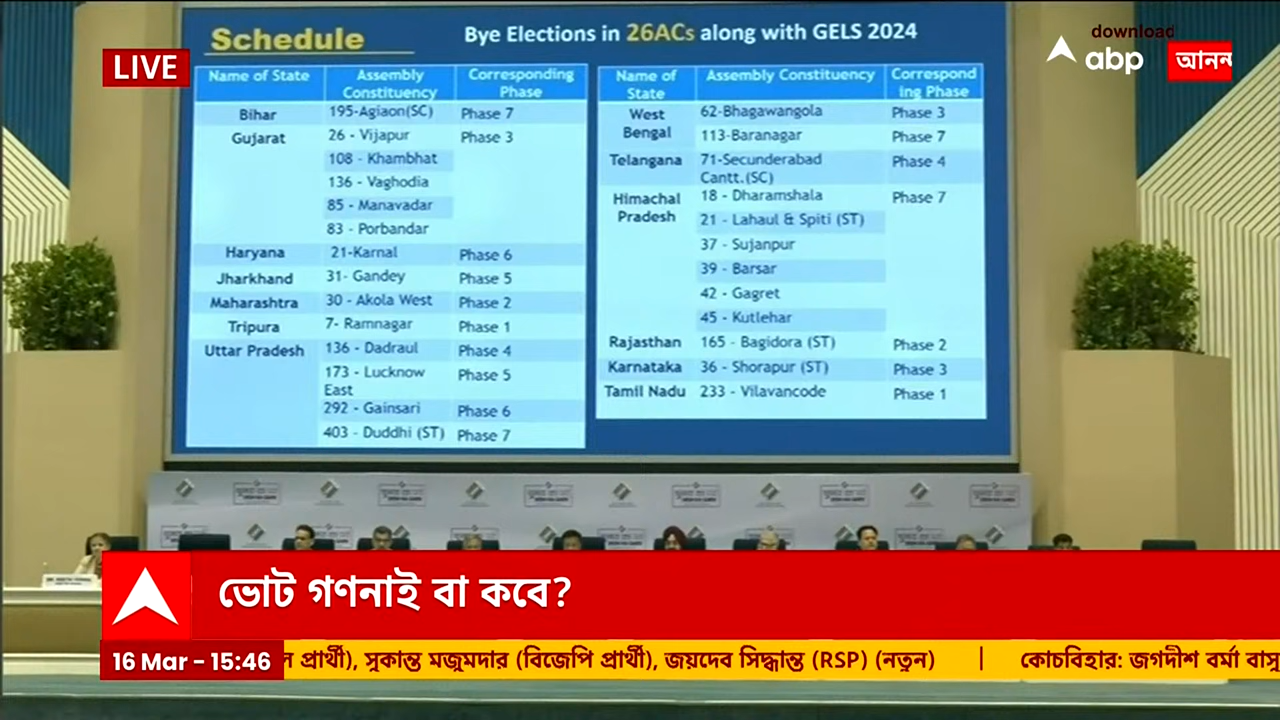 Schedule
Bye Elections in 26ACs along with GELS 2024
download
LIVE
abp
আনন্দ
Name of State Assembly Constituency Corresponding Phase
Bihar 195-Agiaon(SC) Phase 7
Gujarat 26 - Vijapur Phase 3
108 - Khambhat
136 - Vaghodia
85 - Manavadar
83 - Porbandar
Haryana 21-Karnal Phase 6
Jharkhand 31- Gandey Phase 5
Maharashtra 30 - Akola West Phase 2
Tripura 7- Ramnagar Phase 1
Uttar Pradesh 136 - Dadraul Phase 4
173 - Lucknow East Phase 5
292 - Gainsari Phase 6
403 - Duddhi (ST) Phase 7
Name of State Assembly Constituency Correspond ing Phase
West Bengal 62-Bhagawangola Phase 3
113-Baranagar Phase 7
Telangana 71-Secunderabad Cantt.(SC) Phase 4
Himachal Pradesh 18 - Dharamshala Phase 7
21 - Lahaul & Spiti (ST)
37 - Sujanpur
39 - Barsar
42 - Gagret
45 - Kutlehar
Rajasthan 165 - Bagidora (ST) Phase 2
Karnataka 36 - Shorapur (ST) Phase 3
Tamil Nadu 233 - Vilavancode Phase 1
ভোট গণনাই বা কবে?
16 Mar - 15:46
ল প্রার্থী), সুকান্ত মজুমদার (বিজেপি প্রার্থী), জয়দেব সিদ্ধান্ত (RSP) (নতুন) | কোচবিহার: জগদীশ বর্মা বাসু